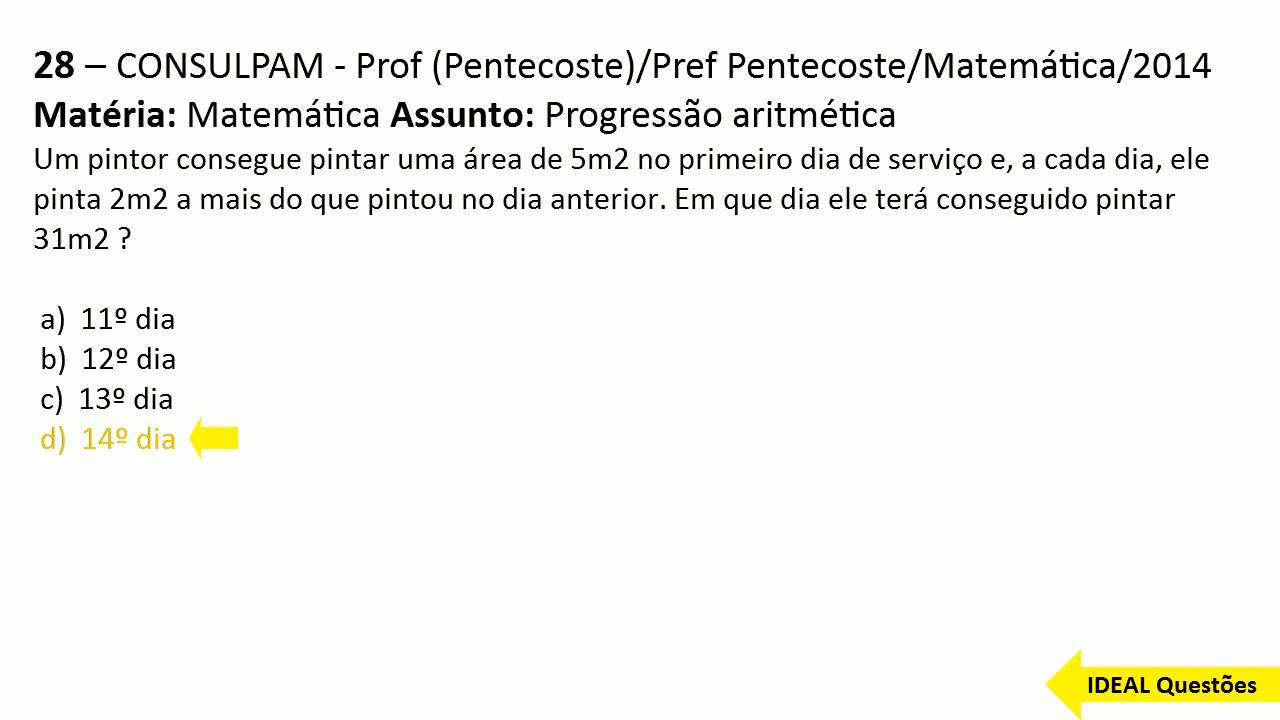 28 – CONSULPAM - Prof (Pentecoste)/Pref Pentecoste/Matemática/2014
Matéria: Matemática Assunto: Progressão aritmética
Um pintor consegue pintar uma área de 5m2 no primeiro dia de serviço e, a cada dia, ele
pinta 2m2 a mais do que pintou no dia anterior. Em que dia ele terá conseguido pintar
31m2 ?
a) 11º dia
b) 12º dia
c) 13º dia
d) 14º dia
IDEAL Questões